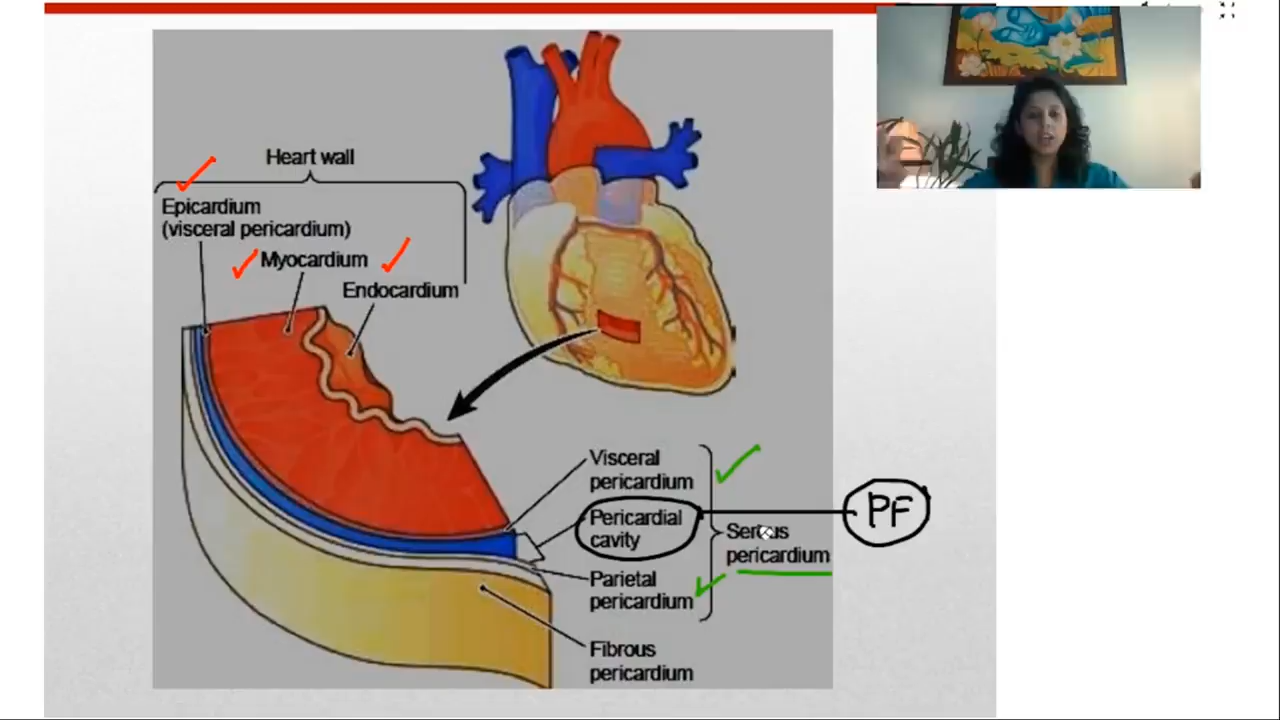 Heart wall
Epicardium
(visceral pericardium)
Myocardium
Endocardium
Visceral
pericardium
Pericardial
cavity
Serous
pericardium
PF
Parietal
pericardium
Fibrous
pericardium